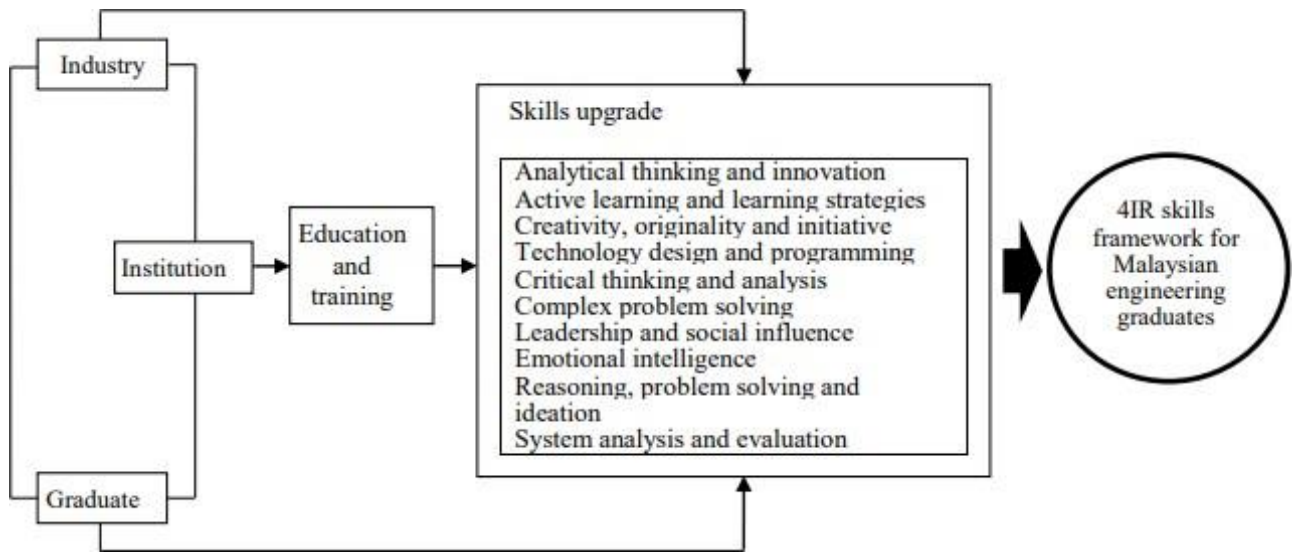 Industry
Skills upgrade
Analytical thinking and innovation
Active learning and learning strategies
Creativity, originality and initiative
Technology design and programming
Critical thinking and analysis
Complex problem solving
Leadership and social influence
Emotional intelligence
Reasoning, problem solving and
ideation
System analysis and evaluation
Institution
Education
and
training
4IR skills
framework for
Malaysian
engineering
graduates
Graduate